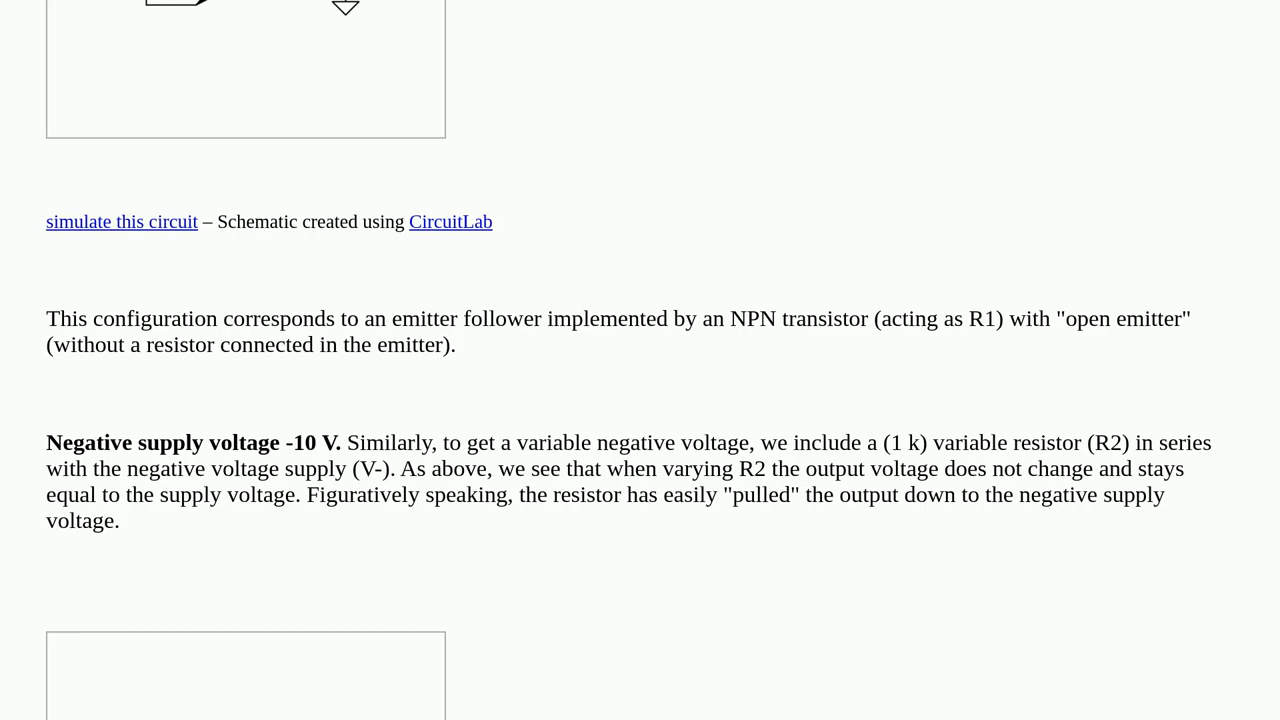 simulate this circuit – Schematic created using CircuitLab
This configuration corresponds to an emitter follower implemented by an NPN transistor (acting as R1) with "open emitter"
(without a resistor connected in the emitter).
Negative supply voltage -10 V. Similarly, to get a variable negative voltage, we include a (1 k) variable resistor (R2) in series
with the negative voltage supply (V-). As above, we see that when varying R2 the output voltage does not change and stays
equal to the supply voltage. Figuratively speaking, the resistor has easily "pulled" the output down to the negative supply
voltage.